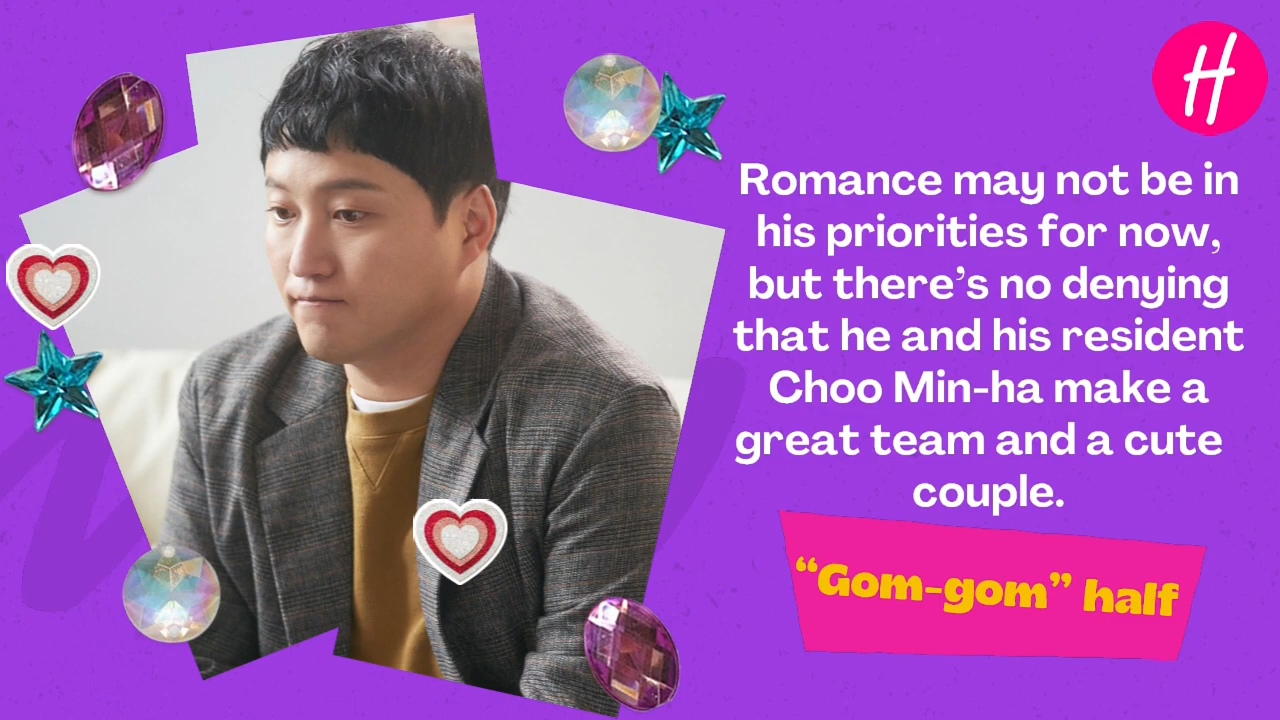 H
Romance may not be in
his priorities for now,
but there’s no denying
that he and his resident
Choo Min-ha make a
great team and a cute
couple.
“Gom-gom” half